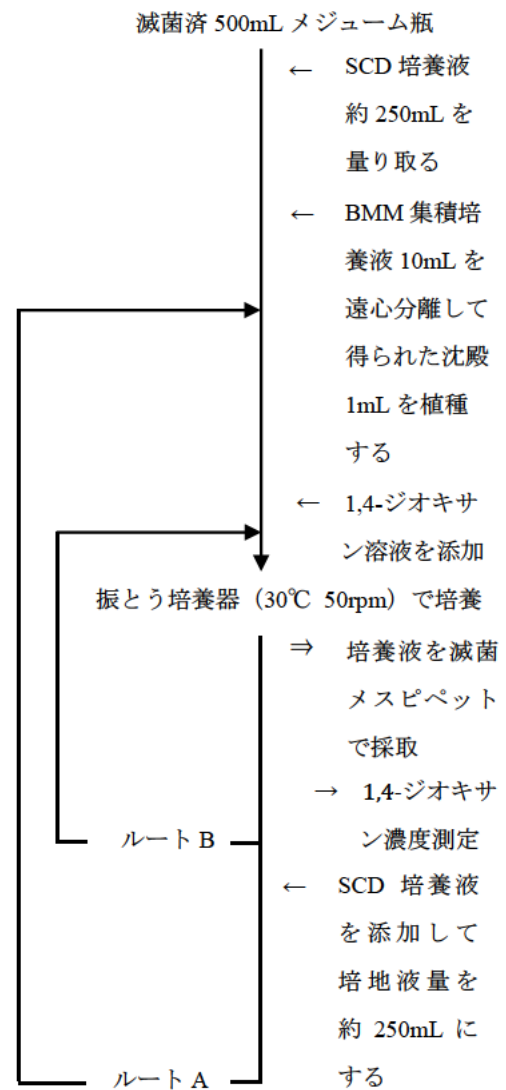 滅菌済 500mL メジューム瓶
← SCD 培養液
約 250mL を
量り取る
← BMM 集積培
養液 10mL を
遠心分離して
得られた沈殿
1mL を植種
する
← 1,4-ジオキサ
ン溶液を添加
振とう培養器（30℃ 50rpm）で培養
⇒ 培養液を滅菌
メスピペット
で採取
→ 1,4-ジオキサ
ン濃度測定
ルート B
← SCD 培養液
を添加して
培地液量を
約 250mL に
する
ルート A